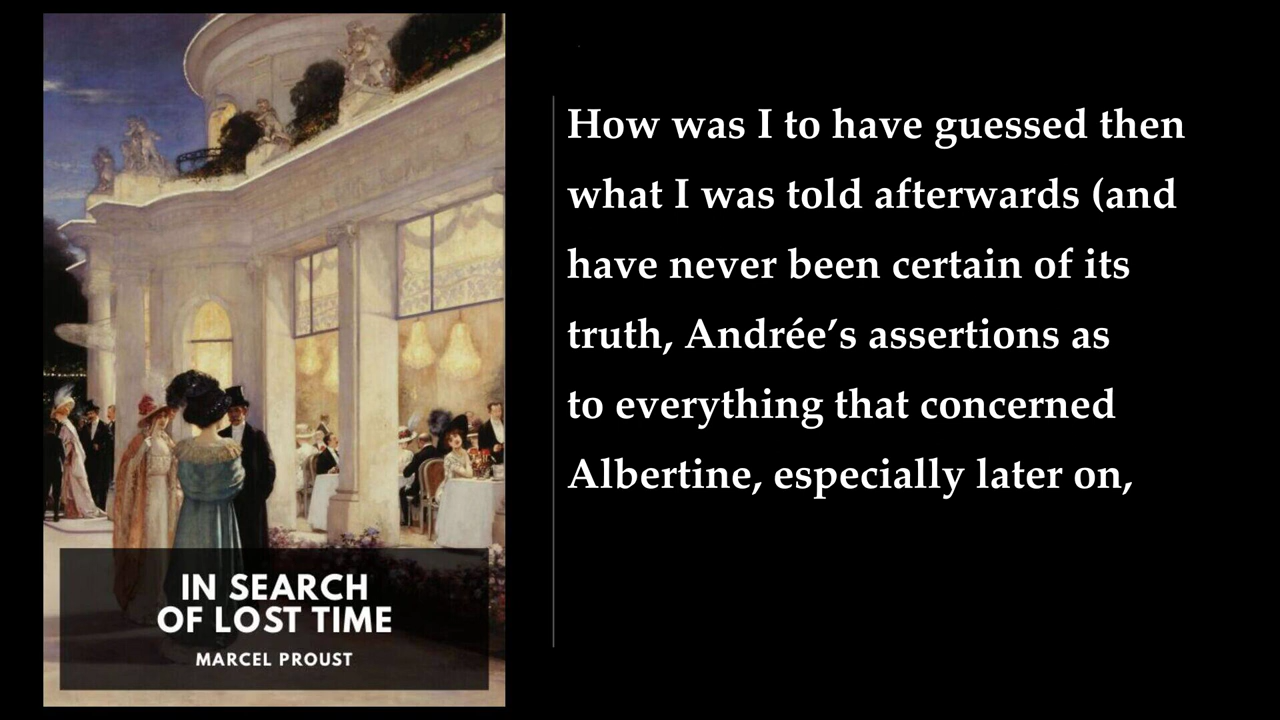 How was I to have guessed then
what I was told afterwards (and
have never been certain of its
truth, Andrée’s assertions as
to everything that concerned
Albertine, especially later on,
IN SEARCH
OF LOST TIME
MARCEL PROUST